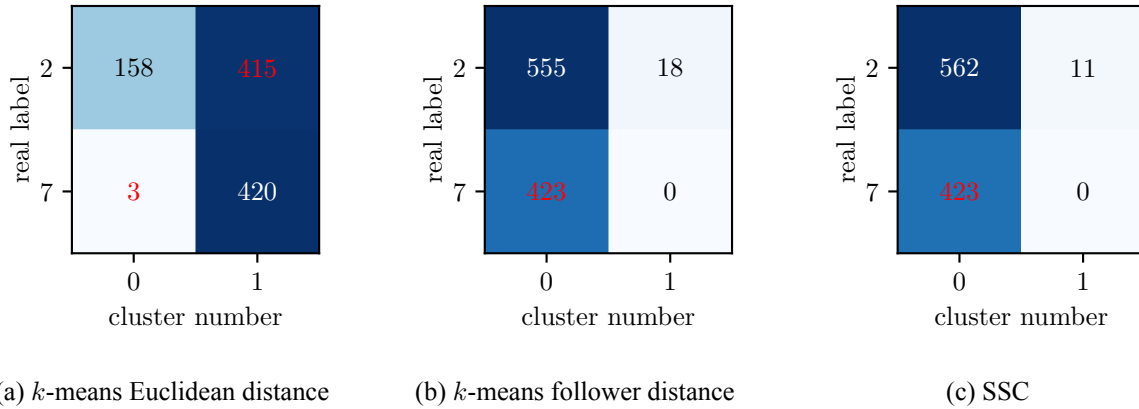 real label
2
7
158
415
3
420
0
1
cluster number
(a) k-means Euclidean distance
real label
2
7
555
18
423
0
0
1
cluster number
(b) k-means follower distance
real label
2
7
562
11
423
0
0
1
cluster number
(c) SSC